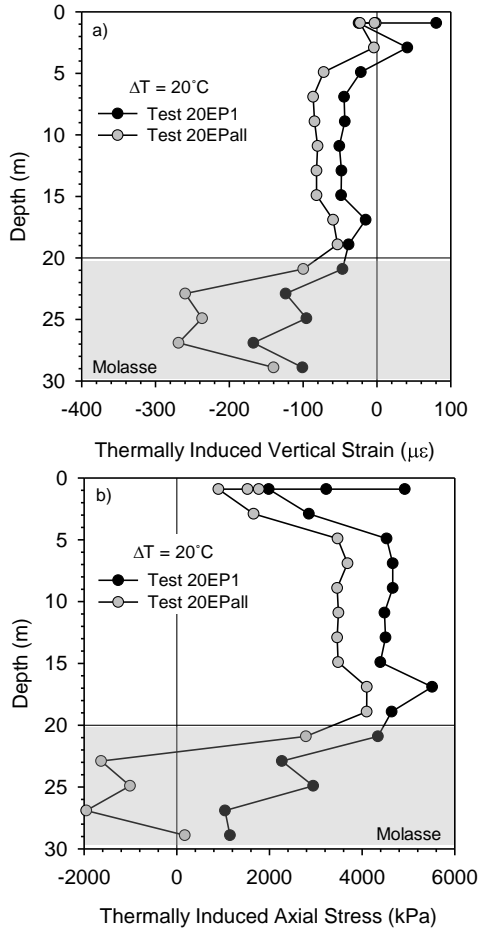 a)
ΔT = 20˚C
Test 20EP1
Test 20EPall
Molasse
Depth (m)
0
5
10
15
20
25
30
-400 -300 -200 -100 0 100
Thermally Induced Vertical Strain (με)
b)
ΔT = 20˚C
Test 20EP1
Test 20EPall
Molasse
Depth (m)
0
5
10
15
20
25
30
-2000 0 2000 4000 6000
Thermally Induced Axial Stress (kPa)